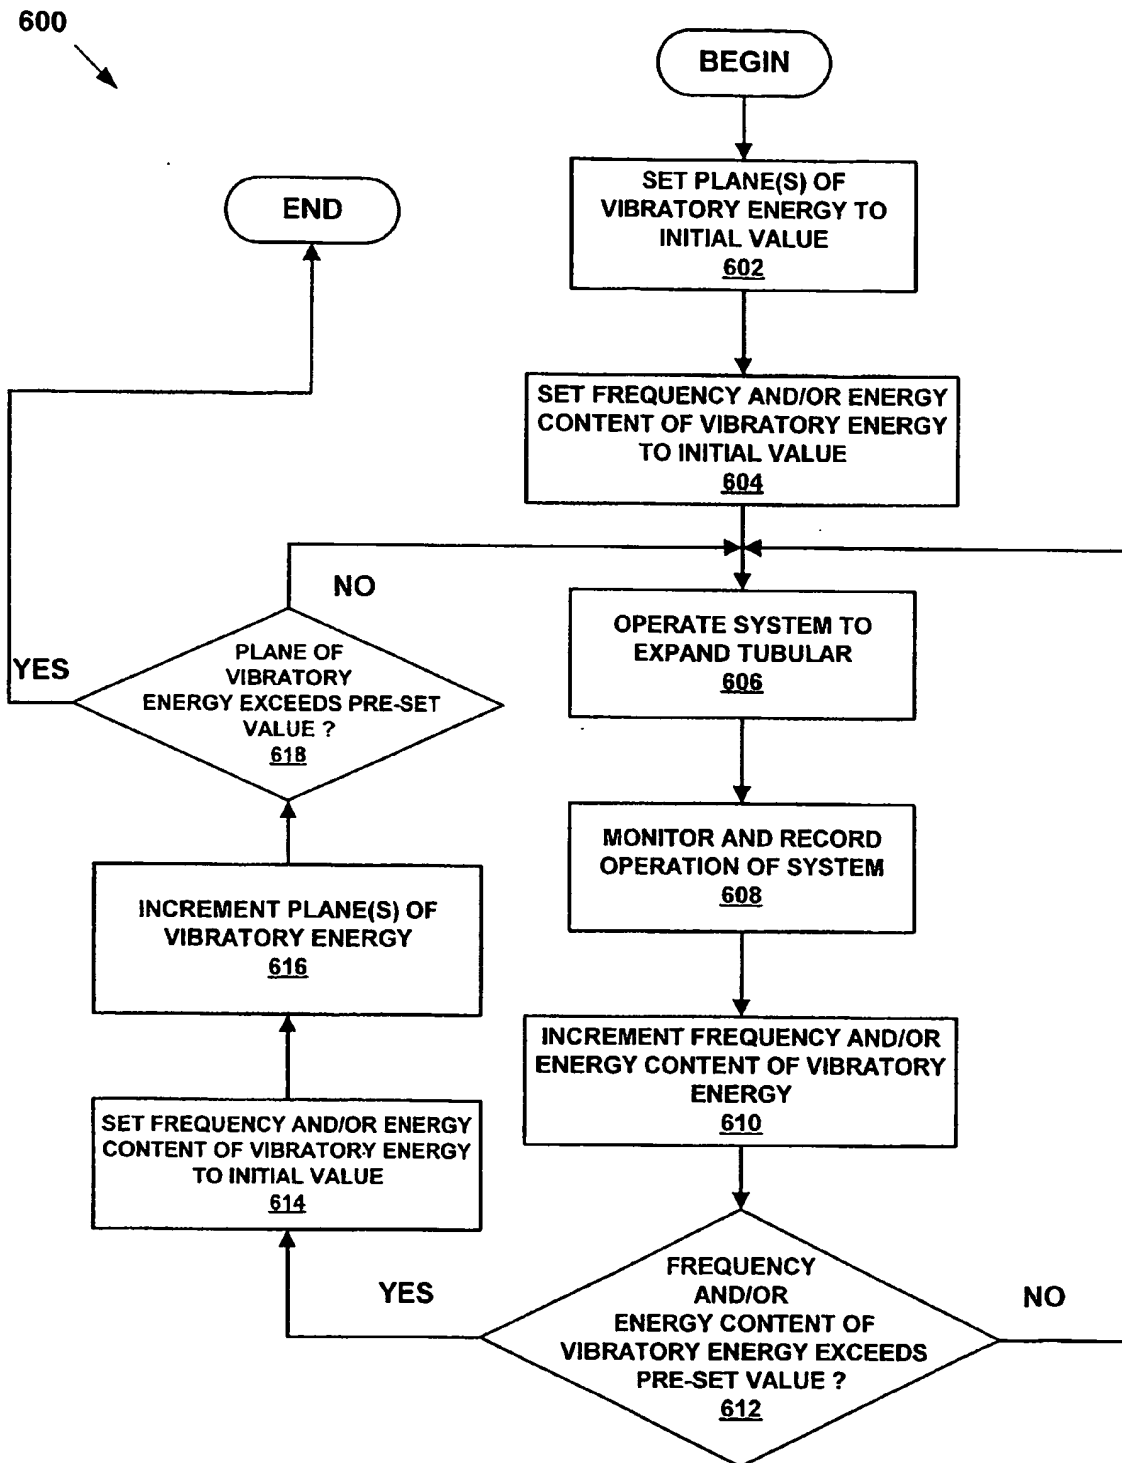 600
BEGIN
SET PLANE(S) OF
VIBRATORY ENERGY TO
INITIAL VALUE
602
END
SET FREQUENCY AND/OR ENERGY
CONTENT OF VIBRATORY ENERGY
TO INITIAL VALUE
604
NO
OPERATE SYSTEM TO
EXPAND TUBULAR
606
YES
PLANE OF
VIBRATORY
ENERGY EXCEEDS PRE-SET
VALUE ?
618
MONITOR AND RECORD
OPERATION OF SYSTEM
608
INCREMENT PLANE(S) OF
VIBRATORY ENERGY
616
INCREMENT FREQUENCY AND/OR
ENERGY CONTENT OF VIBRATORY
ENERGY
610
SET FREQUENCY AND/OR ENERGY
CONTENT OF VIBRATORY ENERGY
TO INITIAL VALUE
614
YES
FREQUENCY
AND/OR
ENERGY CONTENT OF
VIBRATORY ENERGY EXCEEDS
PRE-SET VALUE ?
612
NO